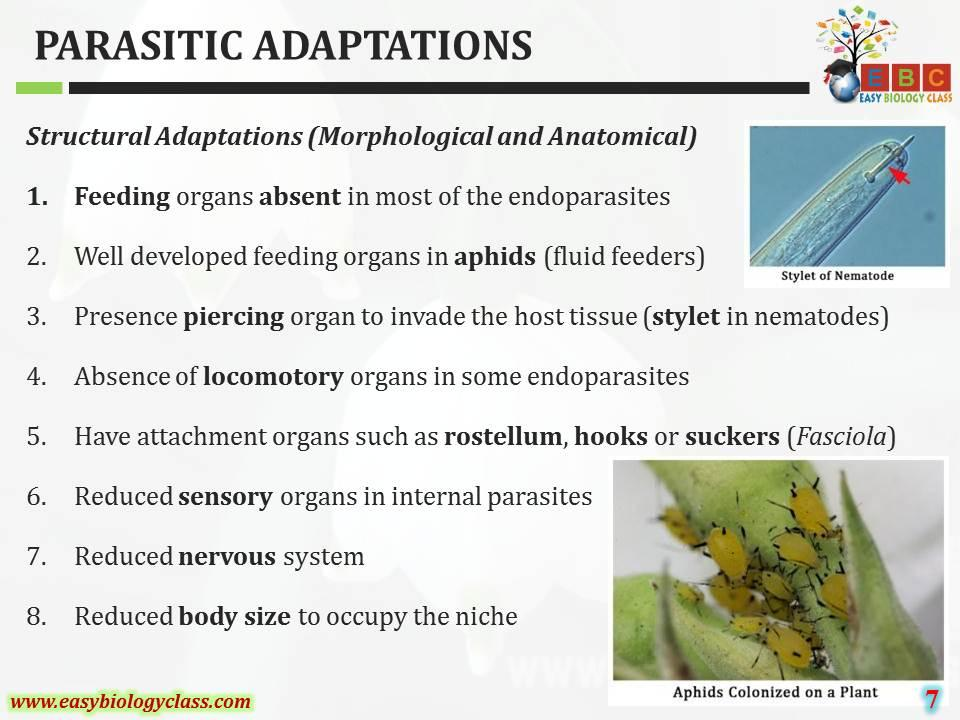 PARASITIC ADAPTATIONS
E B C
EASY BIOLOGY CLASS
Structural Adaptations (Morphological and Anatomical)
1. Feeding organs absent in most of the endoparasites
2. Well developed feeding organs in aphids (fluid feeders)
Stylet of Nematode
3. Presence piercing organ to invade the host tissue (stylet in nematodes)
4. Absence of locomotory organs in some endoparasites
5. Have attachment organs such as rostellum, hooks or suckers (Fasciola)
6. Reduced sensory organs in internal parasites
7. Reduced nervous system
8. Reduced body size to occupy the niche
Aphids Colonized on a Plant
www.easybiologyclass.com
7